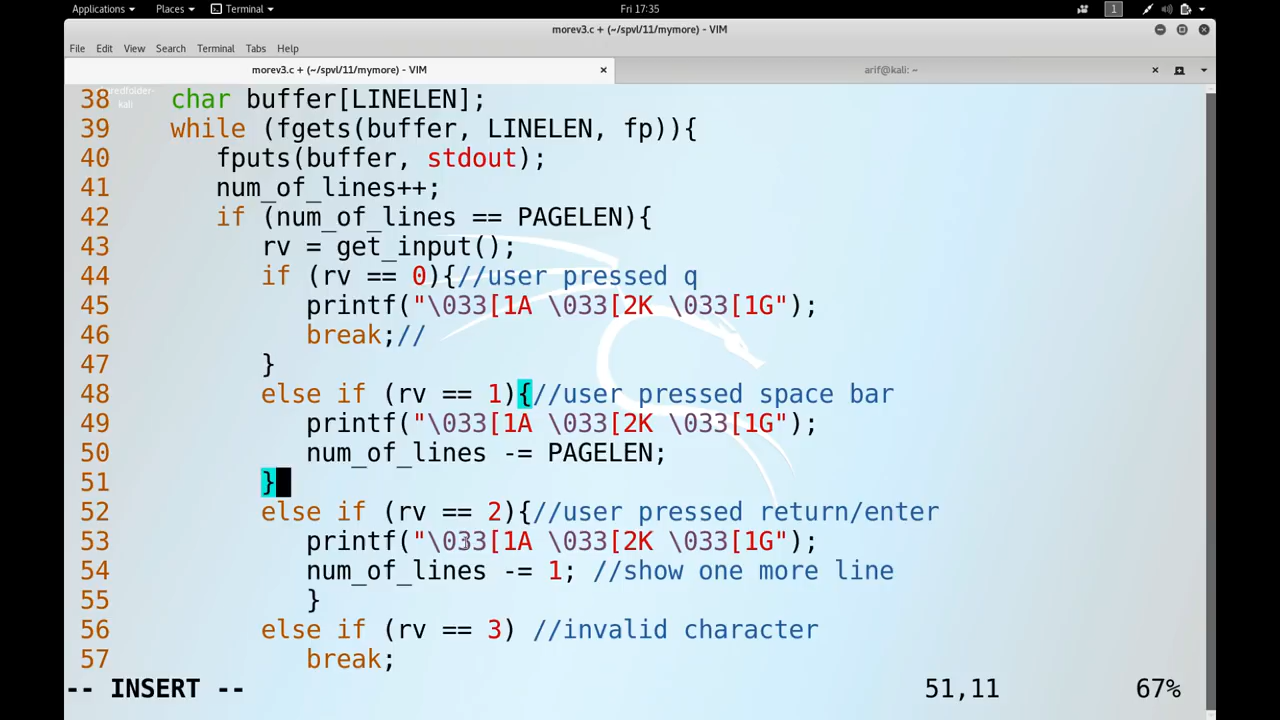 Applications Places Terminal Fri 17:35 1
morev3.c + (~/spvl/11/mymore) - VIM
File Edit View Search Terminal Tabs Help
morev3.c + (~/spvl/11/mymore) - VIM arif@kali: ~
38 char buffer[LINELEN];
39 while (fgets(buffer, LINELEN, fp)){
40 fputs(buffer, stdout);
41 num_of_lines++;
42 if (num_of_lines == PAGELEN){
43 rv = get_input();
44 if (rv == 0){//user pressed q
45 printf("\033[1A \033[2K \033[1G");
46 break;//
47 }
48 else if (rv == 1){//user pressed space bar
49 printf("\033[1A \033[2K \033[1G");
50 num_of_lines -= PAGELEN;
51 }
52 else if (rv == 2){//user pressed return/enter
53 printf("\033[1A \033[2K \033[1G");
54 num_of_lines -= 1; //show one more line
55 }
56 else if (rv == 3) //invalid character
57 break;
-- INSERT -- 51,11 67%